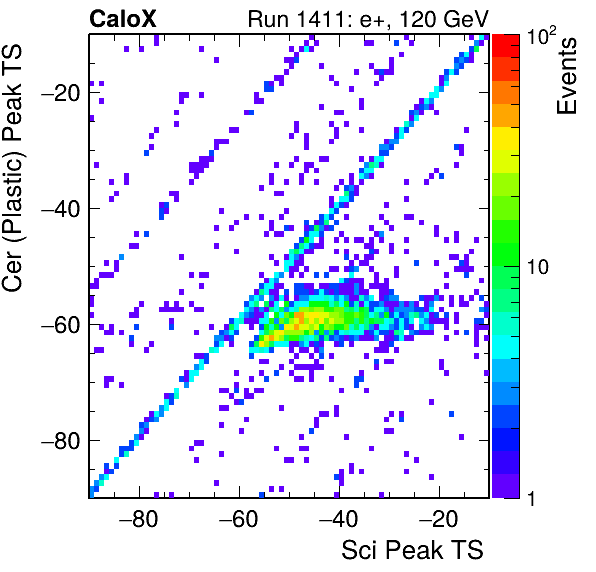 CaloX Run 1411: e+, 120 GeV
Cer (Plastic) Peak TS
−20
−40
−60
−80
−80 −60 −40 −20
Sci Peak TS
10²
10
1
Events